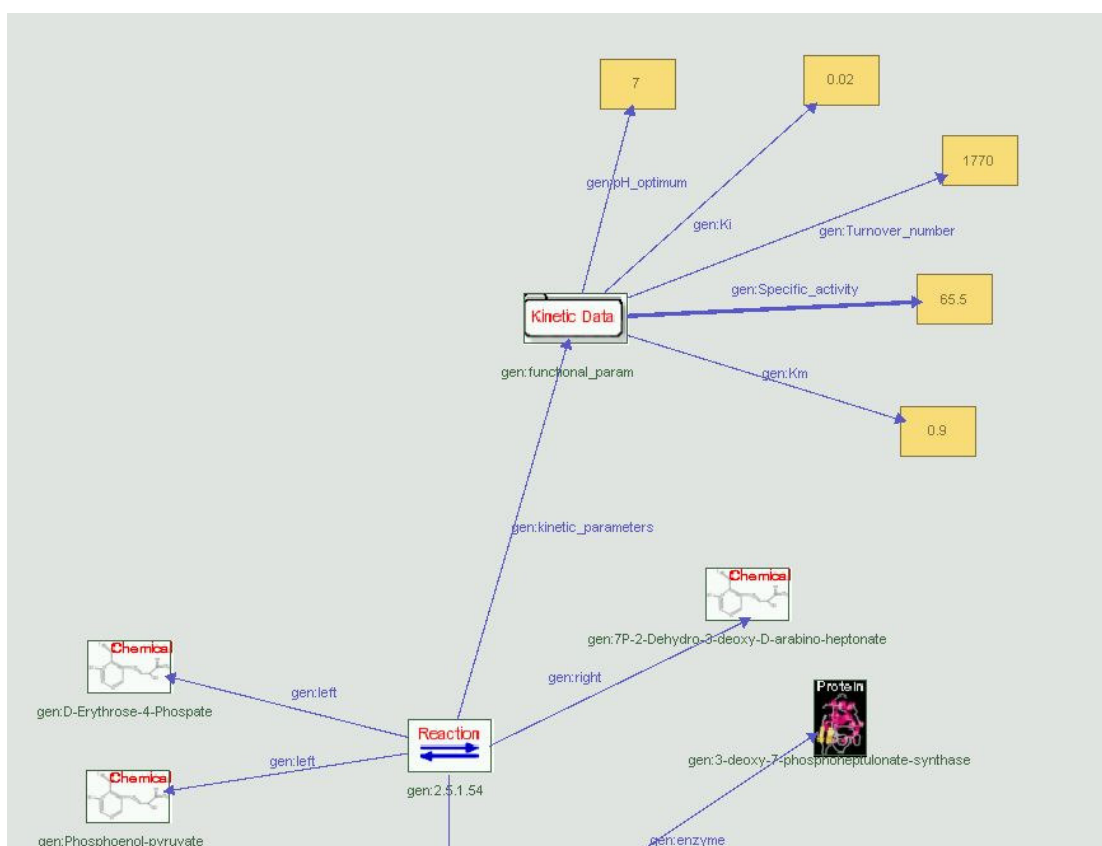 7
0.02
1770
gen:pH_optimum
gen:Ki
gen:Turnover_number
gen:Specific_activity
65.5
Kinetic Data
gen:functional_param
gen:Km
0.9
gen:kinetic_parameters
Chemical
gen:7P-2-Dehydro-3-deoxy-D-arabino-heptonate
Chemical
gen:D-Erythrose-4-Phospate
gen:left
gen:right
Protein
gen:3-deoxy-7-phosphoheptulonate-synthase
Reaction
gen:2.5.1.54
gen:left
Chemical
gen:Phosphoenol-pyruvate
gen:enzyme